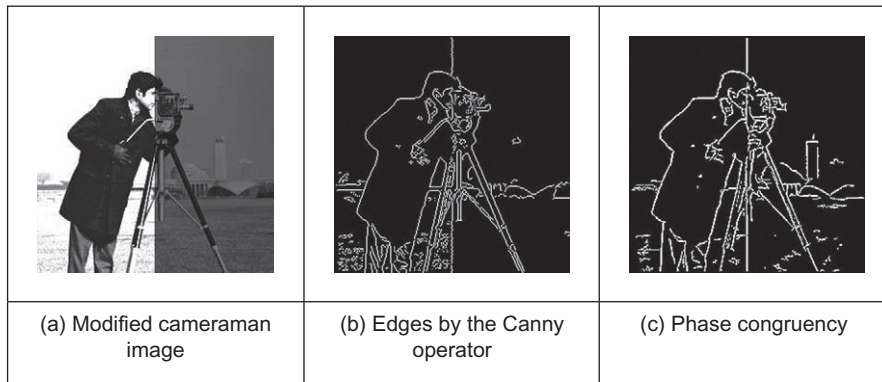 (a) Modified cameraman
image
(b) Edges by the Canny
operator
(c) Phase congruency